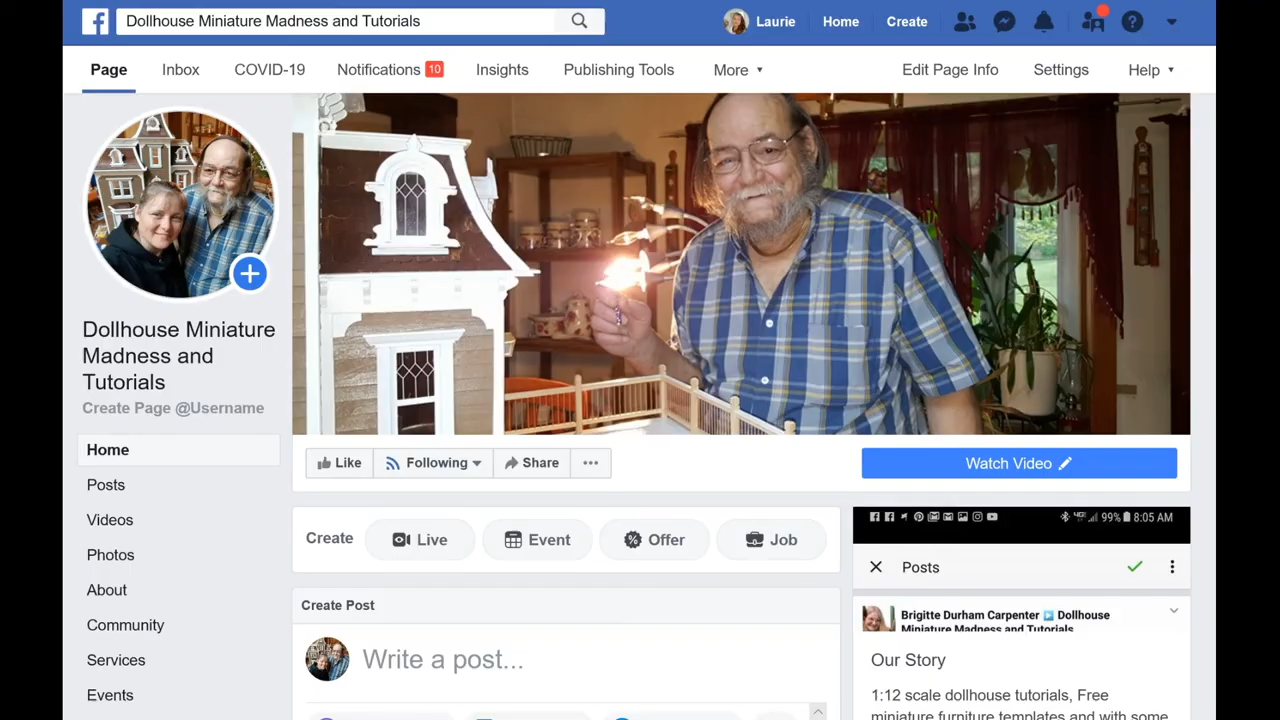 Dollhouse Miniature Madness and Tutorials
Laurie Home Create
Page Inbox COVID-19 Notifications 10 Insights Publishing Tools More Edit Page Info Settings Help
Dollhouse Miniature
Madness and
Tutorials
Create Page @Username
Home
Posts
Videos
Photos
About
Community
Services
Events
Like Following Share ...
Watch Video
Create Live Event Offer Job
Create Post
Write a post...
99% 8:05 AM
Posts
Brigitte Durham Carpenter Dollhouse
Miniature Madness and Tutorials
Our Story
1:12 scale dollhouse tutorials, Free
miniature furniture templates and with some